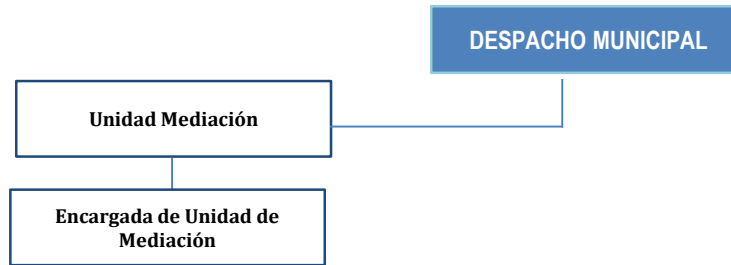 DESPACHO MUNICIPAL
Unidad Mediación
Encargada de Unidad de
Mediación